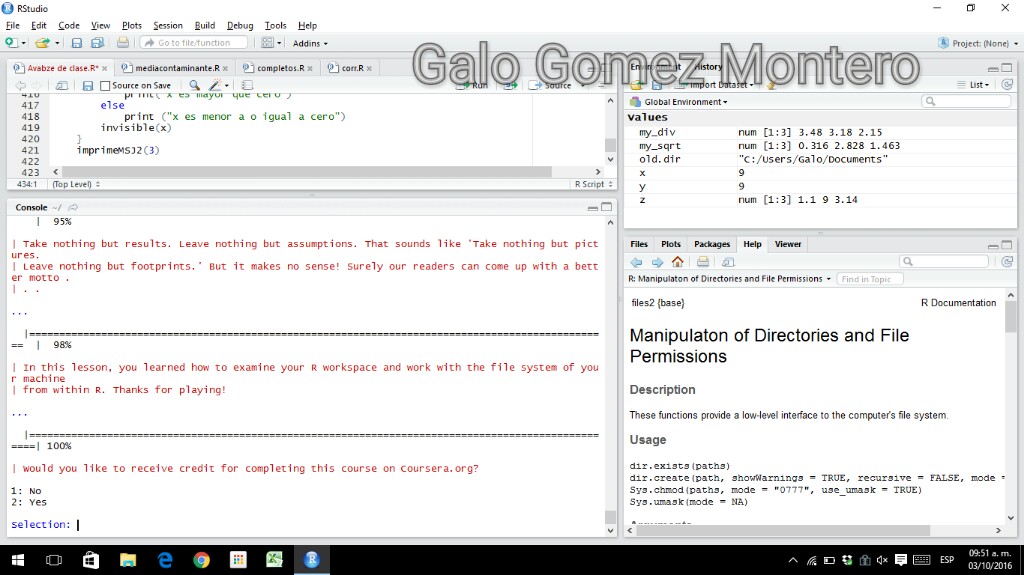 RStudio
File Edit Code View Plots Session Build Debug Tools Help
Go to file/function Addins Project: (None)
Galo Gomez Montero
Avabze de clase.R* mediacontaminante.R completos.R corr.R
Source on Save Run Source
416 print("x es mayor que cero")
417 else
418 print ("x es menor a o igual a cero")
419 invisible(x)
420 }
421 imprimeMSJ2(3)
422
423
434:1 (Top Level) R Script
Console ~/
| 95%
| Take nothing but results. Leave nothing but assumptions. That sounds like 'Take nothing but pict
ures.
| Leave nothing but footprints.' But it makes no sense! Surely our readers can come up with a bett
er motto .
| . .
...
|===============================================================================================
== | 98%
| In this lesson, you learned how to examine your R workspace and work with the file system of you
r machine
| from within R. Thanks for playing!
...
|===============================================================================================
====| 100%
| Would you like to receive credit for completing this course on Coursera.org?
1: No
2: Yes
Selection:
Environment History
Import Dataset List
Global Environment
Values
my_div num [1:3] 3.48 3.18 2.15
my_sqrt num [1:3] 0.316 2.828 1.463
old.dir "C:/Users/Galo/Documents"
x 9
y 9
z num [1:3] 1.1 9 3.14
Files Plots Packages Help Viewer
R: Manipulaton of Directories and File Permissions Find in Topic
files2 {base} R Documentation
Manipulaton of Directories and File
Permissions
Description
These functions provide a low-level interface to the computer's file system.
Usage
dir.exists(paths)
dir.create(path, showWarnings = TRUE, recursive = FALSE, mode =
Sys.chmod(paths, mode = "0777", use_umask = TRUE)
Sys.umask(mode = NA)
Arguments
ESP 09:51 a. m.
03/10/2016